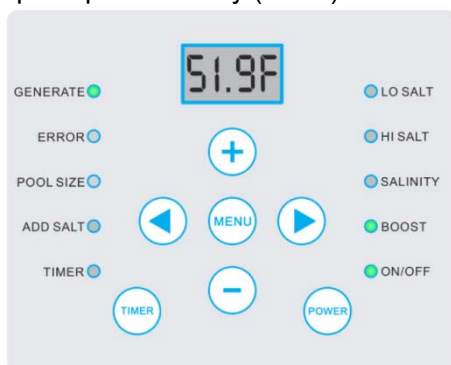 51.9F
GENERATE
ERROR
POOL SIZE
ADD SALT
TIMER
LO SALT
HI SALT
SALINITY
BOOST
ON/OFF
+
MENU
−
TIMER
POWER